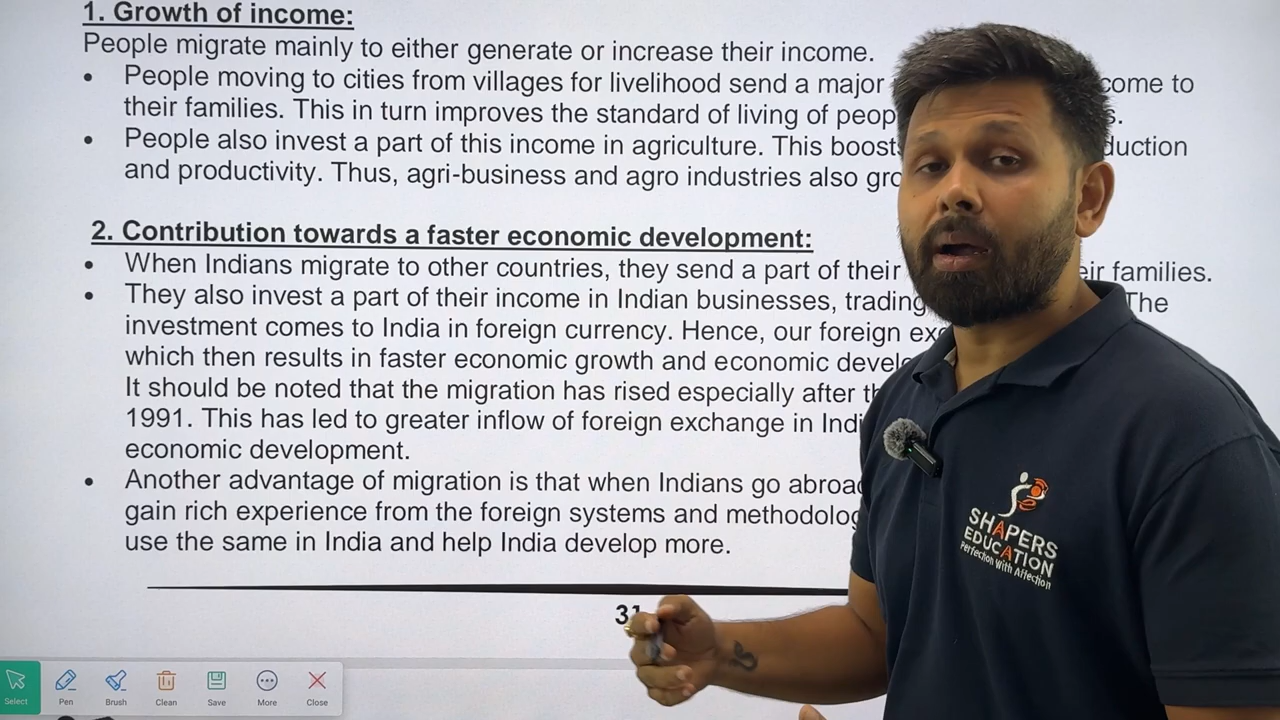 1. Growth of income:
People migrate mainly to either generate or increase their income.
• People moving to cities from villages for livelihood send a major come to
their families. This in turn improves the standard of living of peop s.
• People also invest a part of this income in agriculture. This boost duction
and productivity. Thus, agri-business and agro industries also gro
2. Contribution towards a faster economic development:
• When Indians migrate to other countries, they send a part of their eir families.
• They also invest a part of their income in Indian businesses, trading The
investment comes to India in foreign currency. Hence, our foreign exc
which then results in faster economic growth and economic develo
It should be noted that the migration has rised especially after th
1991. This has led to greater inflow of foreign exchange in Indi
economic development.
• Another advantage of migration is that when Indians go abroad
gain rich experience from the foreign systems and methodolog
use the same in India and help India develop more.
31
Select Pen Brush Clean Save More Close
SHAPERS
EDUCATION
Perfection With Affection